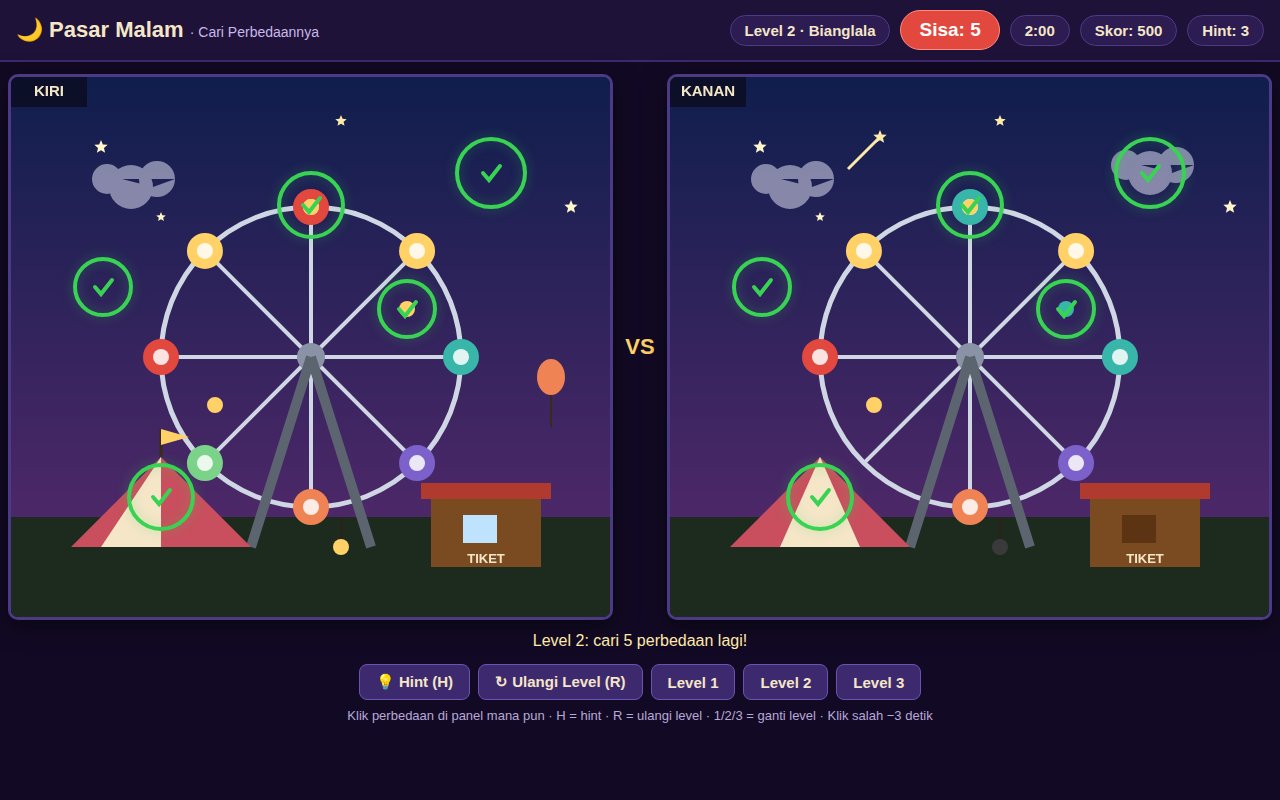 🌙 Pasar Malam · Cari Perbedaannya
Level 2 · Bianglala
Sisa: 5
2:00
Skor: 500
Hint: 3
KIRI
KANAN
VS
TIKET
TIKET
Level 2: cari 5 perbedaan lagi!
💡 Hint (H)
↻ Ulangi Level (R)
Level 1
Level 2
Level 3
Klik perbedaan di panel mana pun · H = hint · R = ulangi level · 1/2/3 = ganti level · Klik salah −3 detik